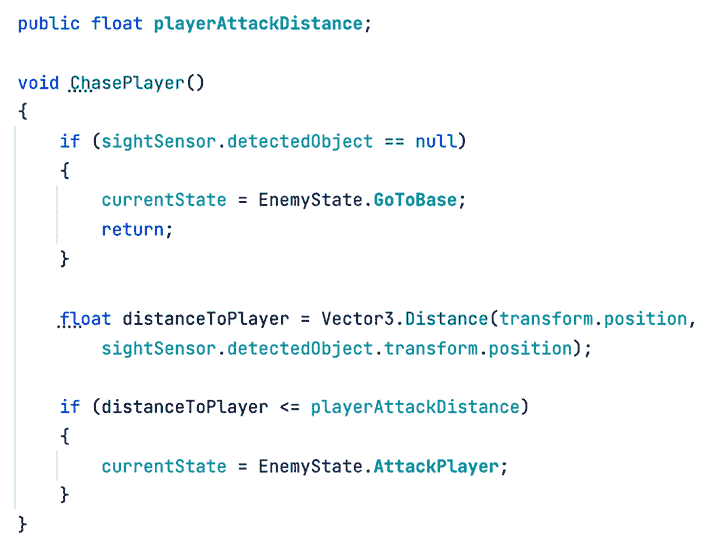 public float playerAttackDistance;
void ChasePlayer()
{
if (sightSensor.detectedObject == null)
{
currentState = EnemyState.GoToBase;
return;
}
float distanceToPlayer = Vector3.Distance(transform.position,
sightSensor.detectedObject.transform.position);
if (distanceToPlayer <= playerAttackDistance)
{
currentState = EnemyState.AttackPlayer;
}
}